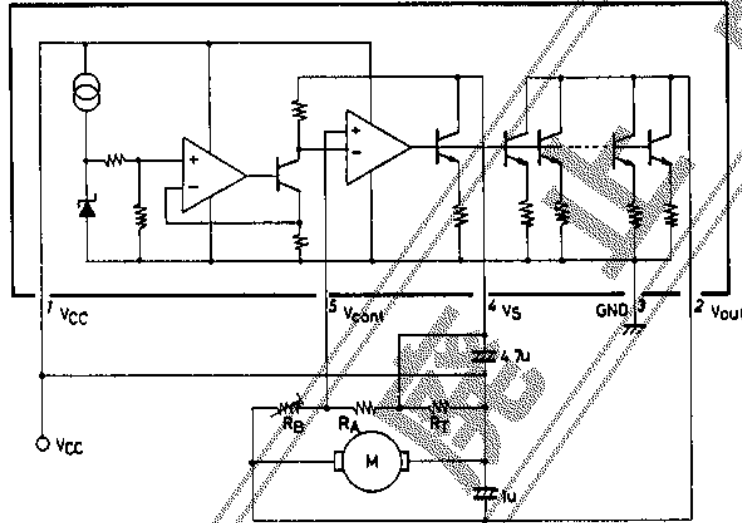 +
-
+
-
1 VCC
5 Vcont
4 VS
GND 3
2 Vout
4.7u
RB
RA
RT
VCC
M
1u